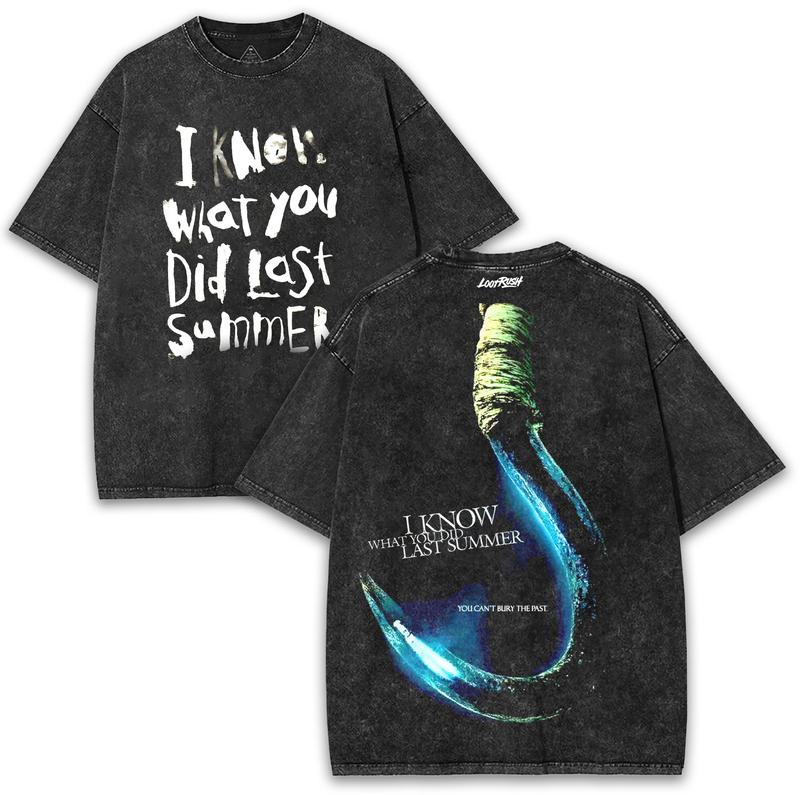 I KNOW
What you
Did Last
SummER
LOOTRUSH
I KNOW
WHAT YOU DID
LAST SUMMER
YOU CAN'T BURY THE PAST.